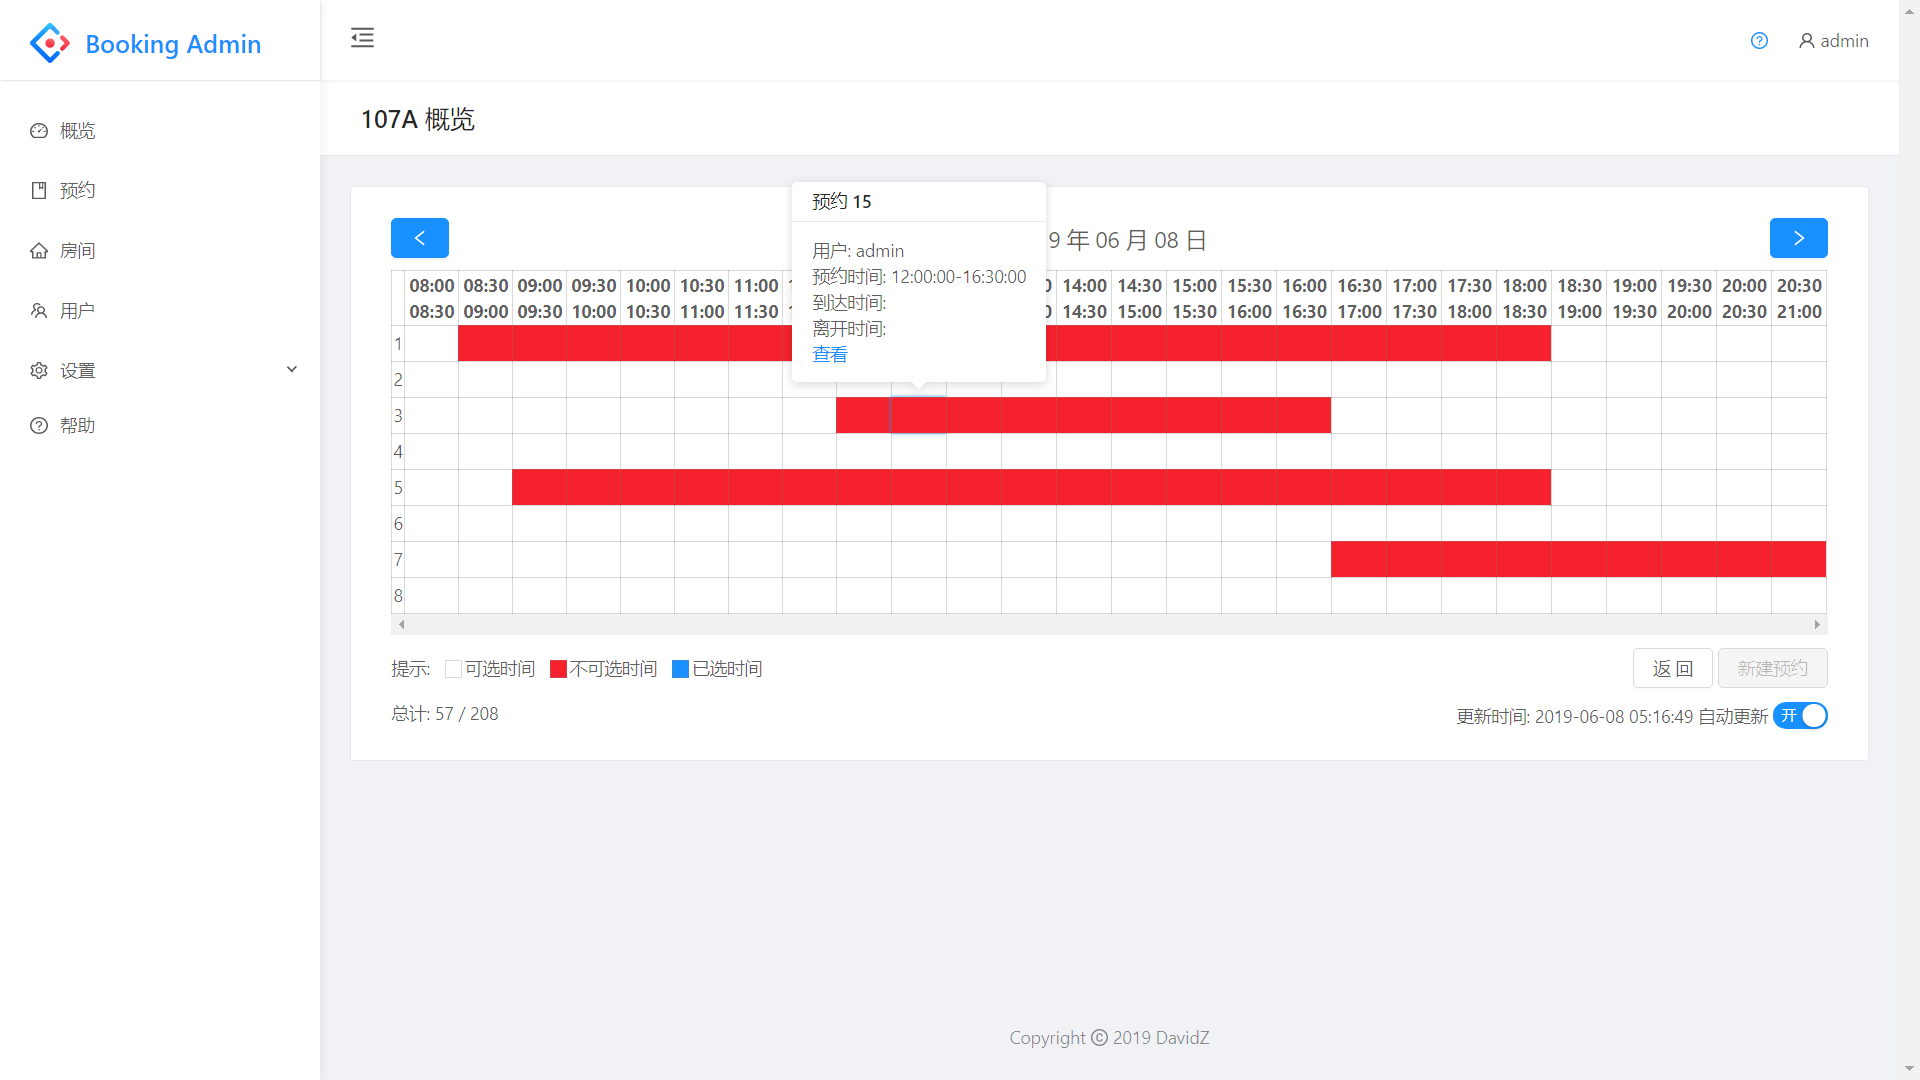 Booking Admin
admin
概览
预约
房间
用户
设置
帮助
107A 概览
9 年 06 月 08 日
预约 15
用户: admin
预约时间: 12:00:00-16:30:00
到达时间:
离开时间:
查看
08:00 08:30 09:00 09:30 10:00 10:30 11:00 14:00 14:30 15:00 15:30 16:00 16:30 17:00 17:30 18:00 18:30 19:00 19:30 20:00 20:30
08:30 09:00 09:30 10:00 10:30 11:00 11:30 14:30 15:00 15:30 16:00 16:30 17:00 17:30 18:00 18:30 19:00 19:30 20:00 20:30 21:00
1
2
3
4
5
6
7
8
提示: 可选时间 不可选时间 已选时间
返 回 新建预约
总计: 57 / 208
更新时间: 2019-06-08 05:16:49 自动更新 开
Copyright © 2019 DavidZ